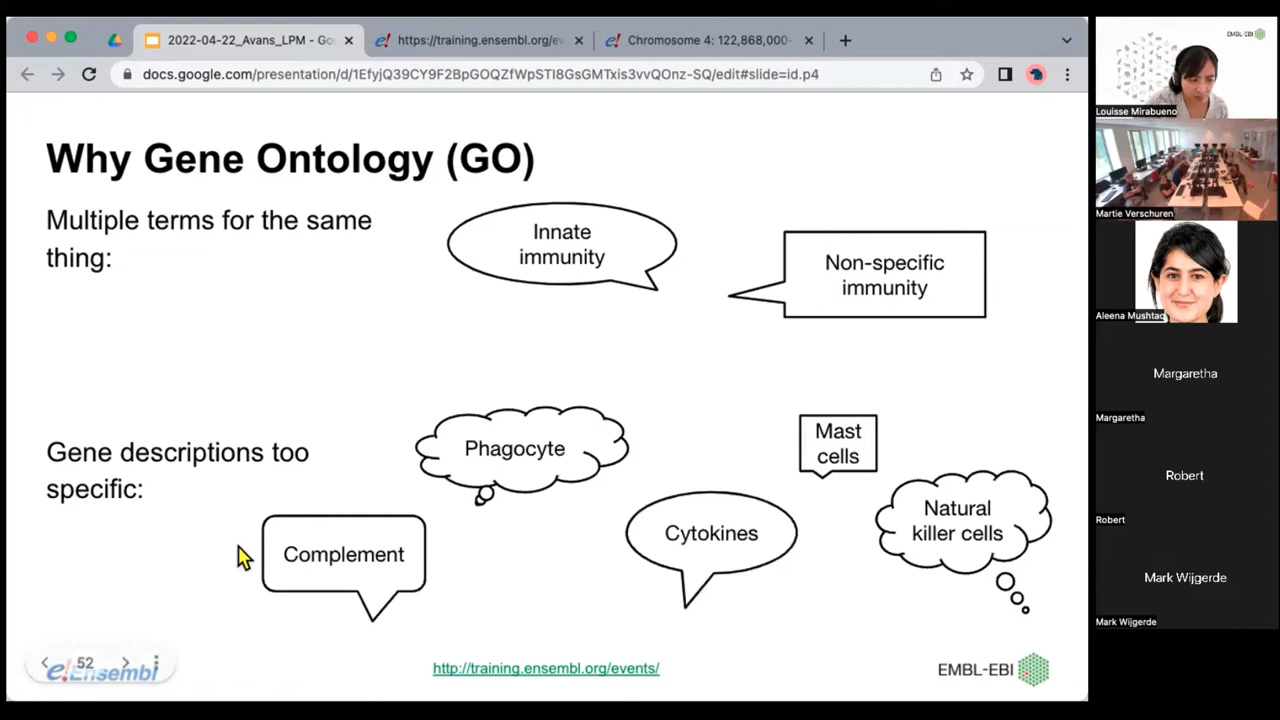 2022-04-22_Avans_LPM - Go
https://training.ensembl.org/ev
Chromosome 4: 122,868,000-
docs.google.com/presentation/d/1EfyjQ39CY9F2BpGOQZfWpSTI8GsGMTxis3vvQOnz-SQ/edit#slide=id.p4
Why Gene Ontology (GO)
Multiple terms for the same
thing:
Innate
immunity
Non-specific
immunity
Gene descriptions too
specific:
Phagocyte
Mast
cells
Complement
Cytokines
Natural
killer cells
52
e!Ensembl
http://training.ensembl.org/events/
EMBL-EBI
EMBL-EBI
Louisse Mirabueno
Martie Verschuren
Aleena Mushtaq
Margaretha
Margaretha
Robert
Robert
Mark Wijgerde
Mark Wijgerde